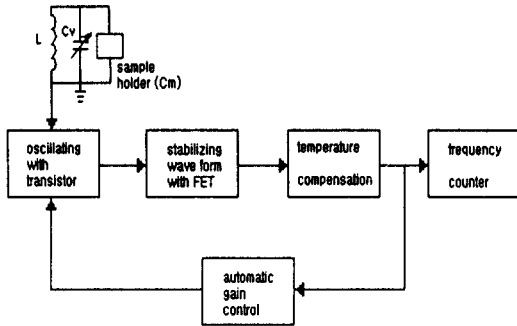 L
Cv
sample
holder (Cm)
oscillating
with
transistor
stabilizing
wave form
with FET
temperature
compensation
frequency
counter
automatic
gain
control